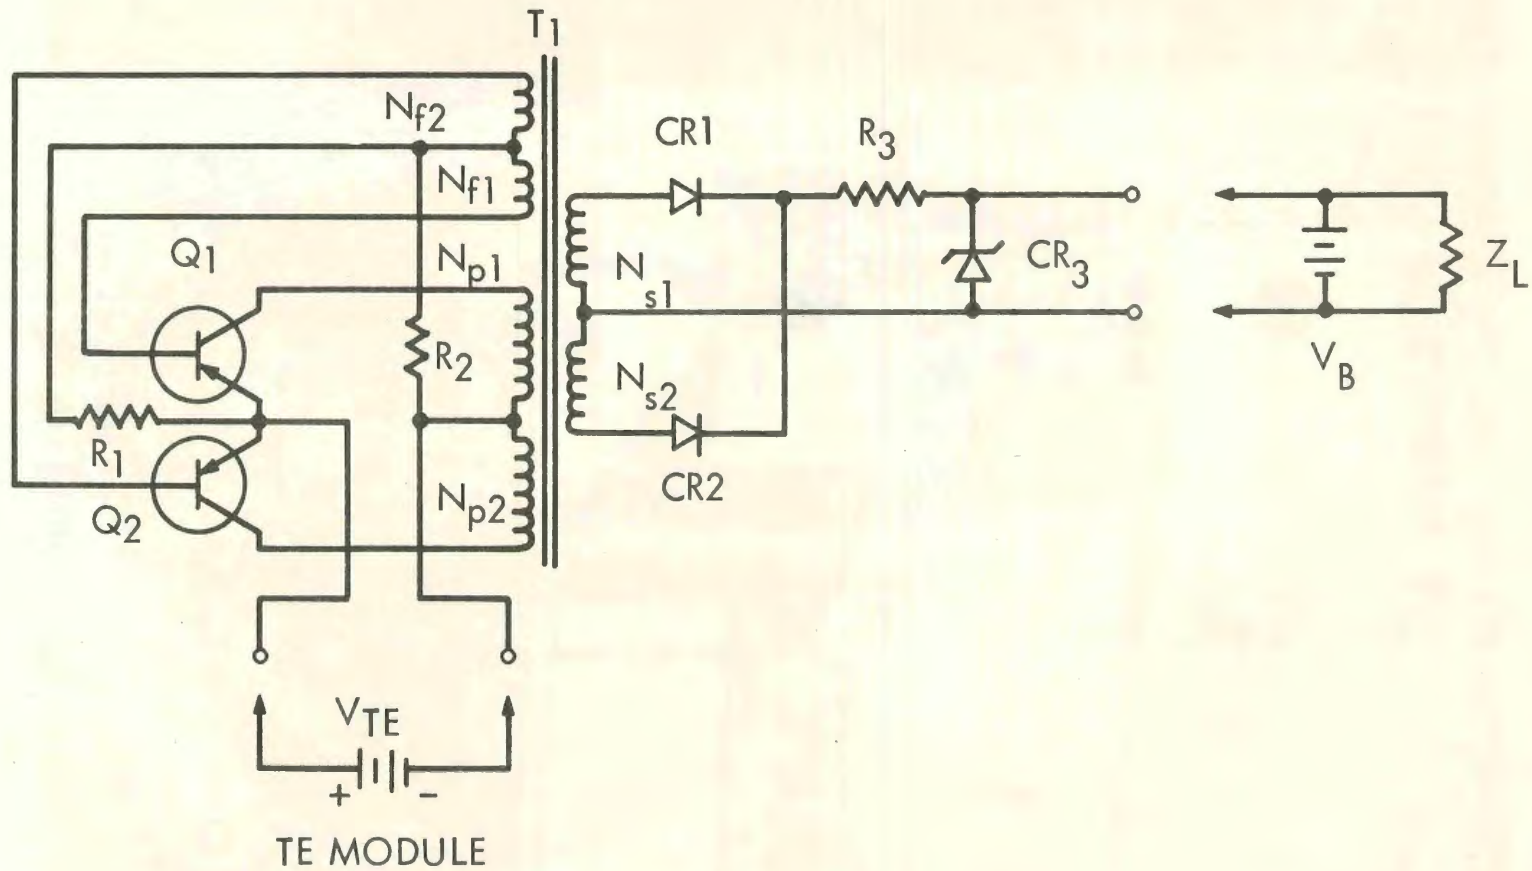 T1
Nf2
CR1
R3
Nf1
Q1
Np1
Ns1
CR3
ZL
R2
VB
Ns2
R1
CR2
Np2
Q2
VTE
+ -
TE MODULE